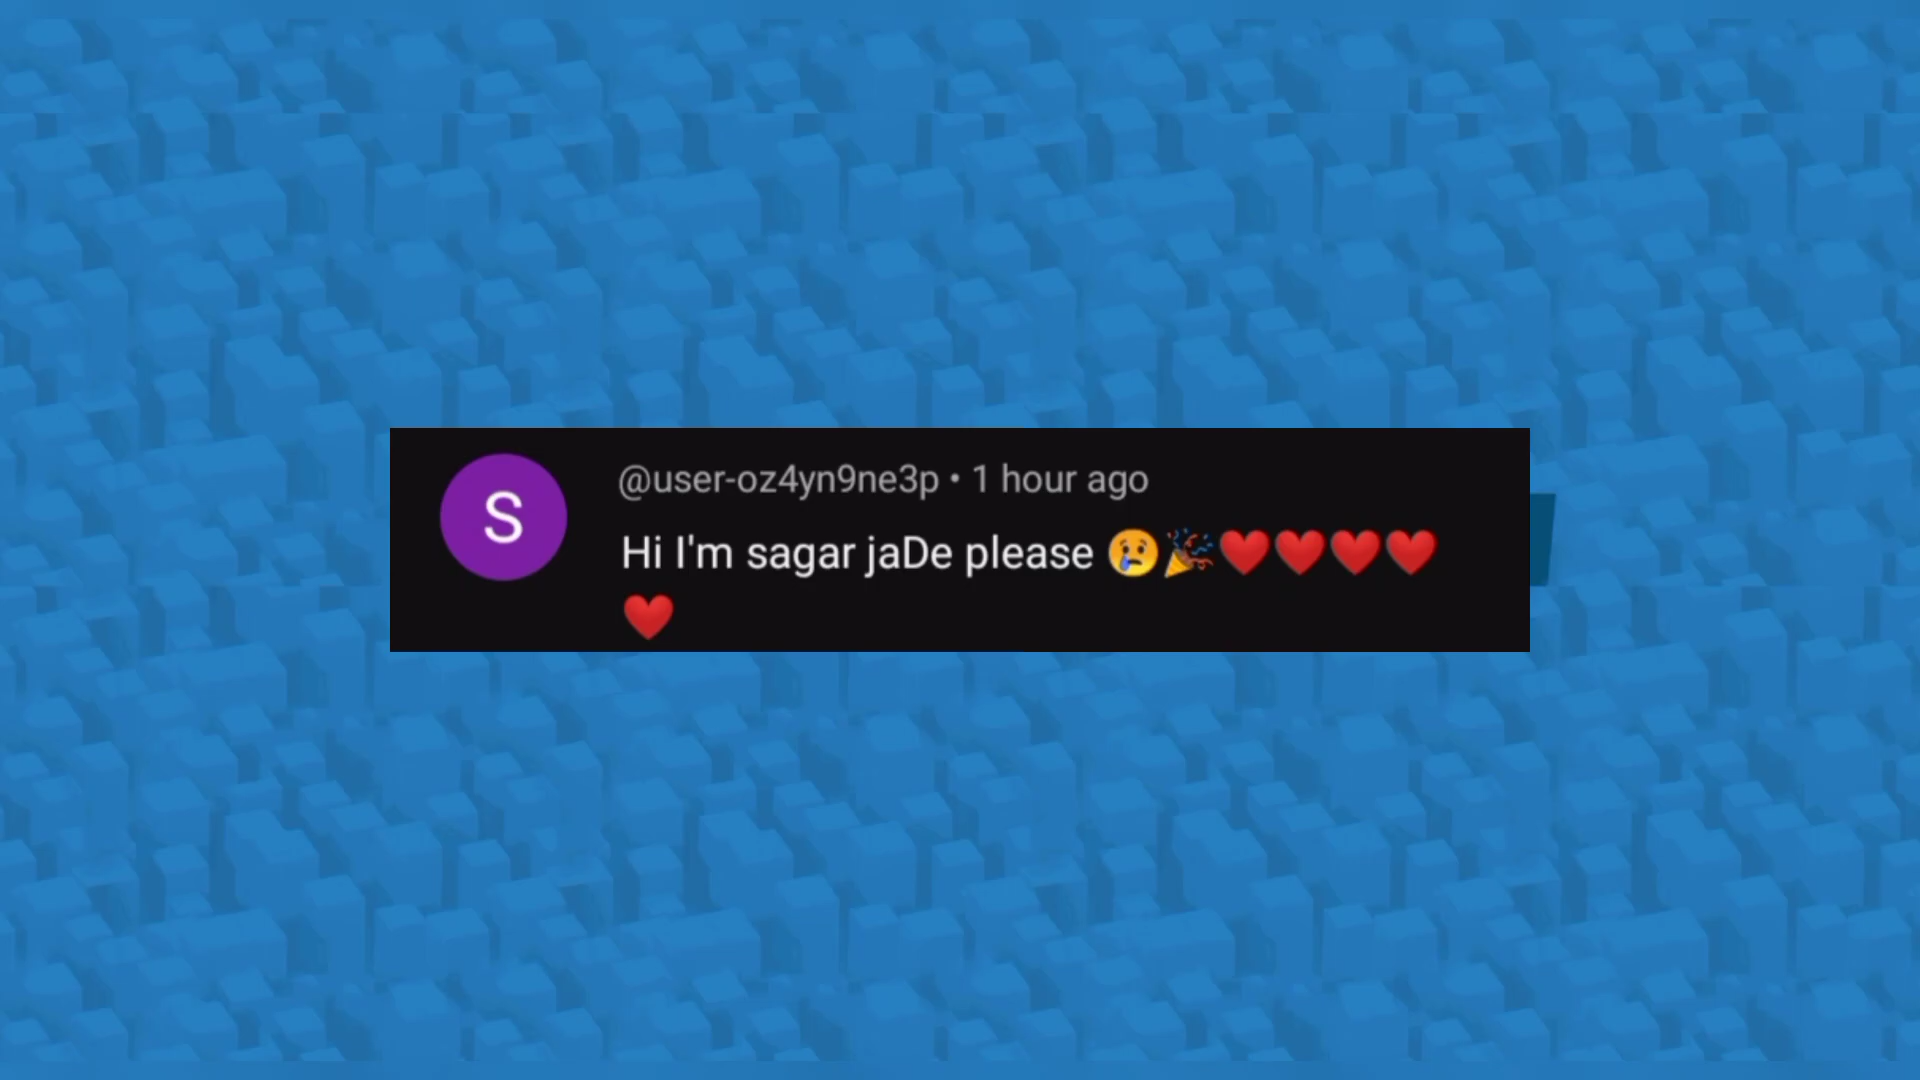 S
@user-oz4yn9ne3p • 1 hour ago
Hi I'm sagar jaDe please 😢🎉❤️❤️❤️❤️
❤️